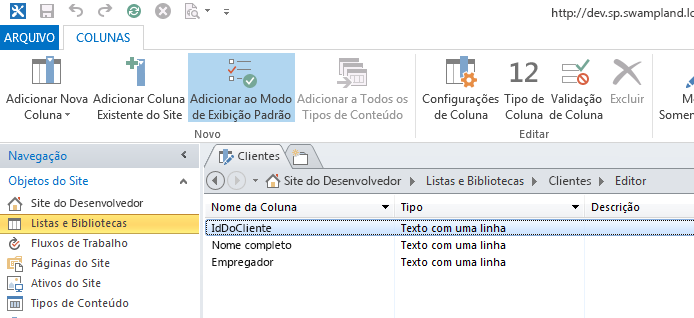 http://dev.sp.swampland.lo
ARQUIVO COLUNAS
Adicionar Nova Coluna
Adicionar Coluna Existente do Site
Adicionar ao Modo de Exibição Padrão
Adicionar a Todos os Tipos de Conteúdo
Novo
Configurações de Coluna
12
Tipo de Coluna
Validação de Coluna
Excluir
Editar
M
Somen
Navegação
Objetos do Site
Site do Desenvolvedor
Listas e Bibliotecas
Fluxos de Trabalho
Páginas do Site
Ativos do Site
Tipos de Conteúdo
Clientes
Site do Desenvolvedor Listas e Bibliotecas Clientes Editor
Nome da Coluna Tipo Descrição
IdDoCliente Texto com uma linha
Nome completo Texto com uma linha
Empregador Texto com uma linha